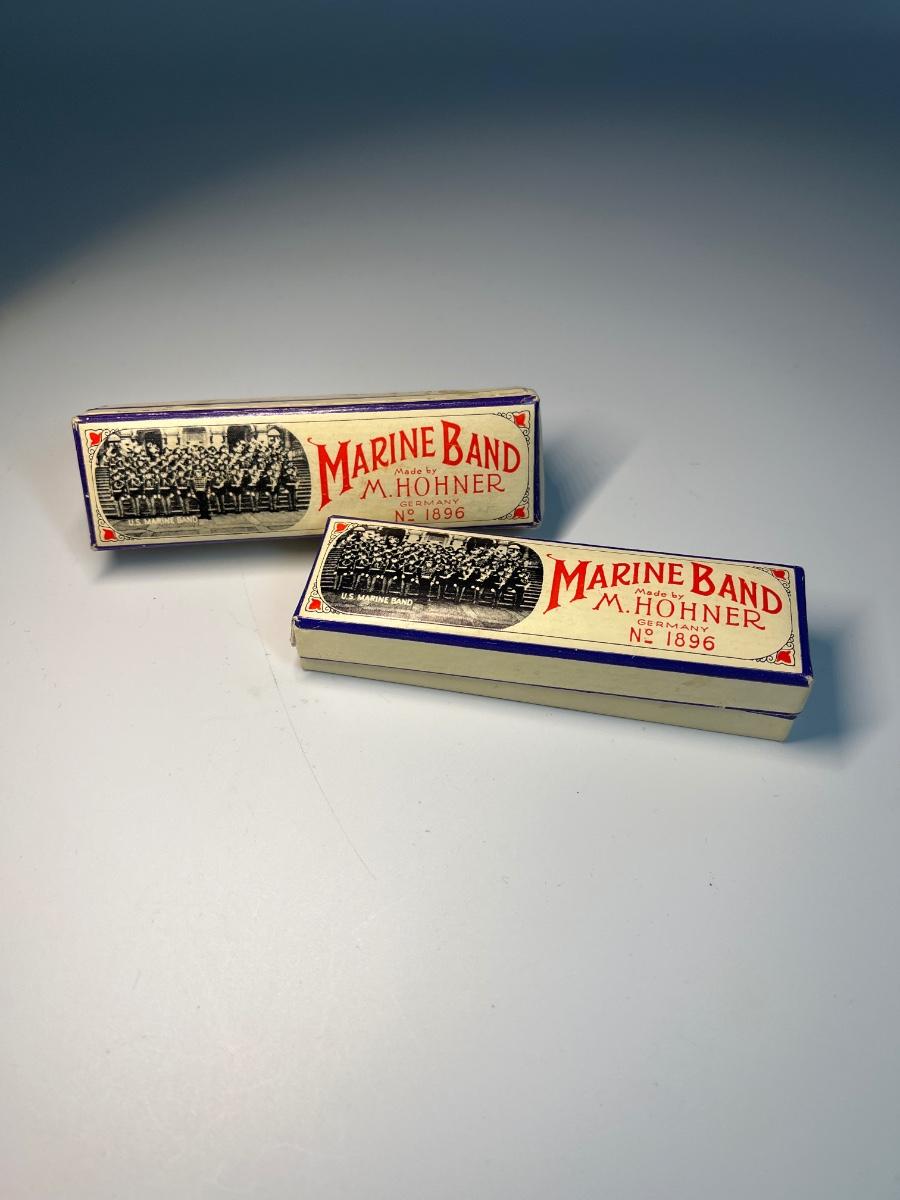 MARINE BAND
Made by
M. HOHNER
GERMANY
Nº 1896
U.S. MARINE BAND
MARINE BAND
Made by
M. HOHNER
GERMANY
Nº 1896
U.S. MARINE BAND